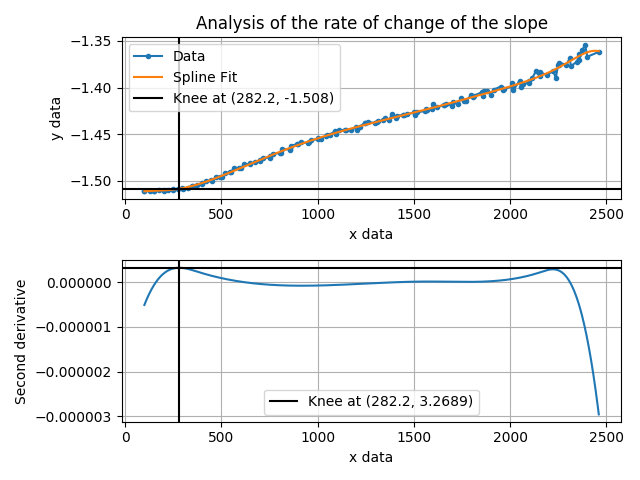 Analysis of the rate of change of the slope
y data
−1.35
−1.40
−1.45
−1.50
Data
Spline Fit
Knee at (282.2, -1.508)
0 500 1000 1500 2000 2500
x data
Second derivative
0.000000
−0.000001
−0.000002
−0.000003
Knee at (282.2, 3.2689)
0 500 1000 1500 2000 2500
x data